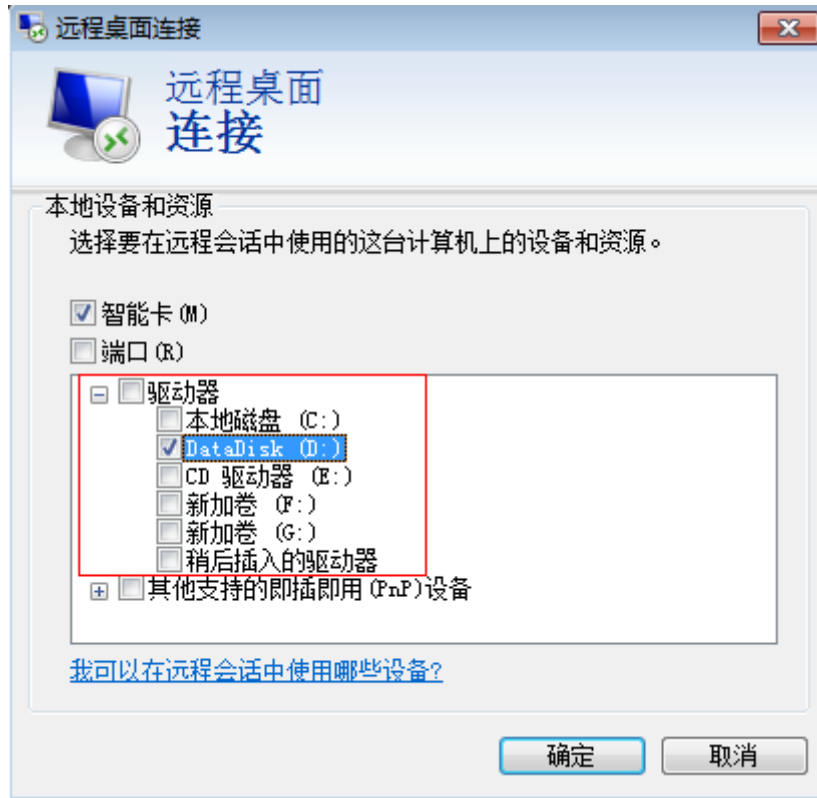 远程桌面连接
远程桌面
连接
本地设备和资源
选择要在远程会话中使用的这台计算机上的设备和资源。
智能卡(M)
端口(R)
驱动器
本地磁盘 (C:)
DataDisk (D:)
CD 驱动器 (E:)
新加卷 (F:)
新加卷 (G:)
稍后插入的驱动器
其他支持的即插即用(PnP)设备
我可以在远程会话中使用哪些设备?
确定
取消